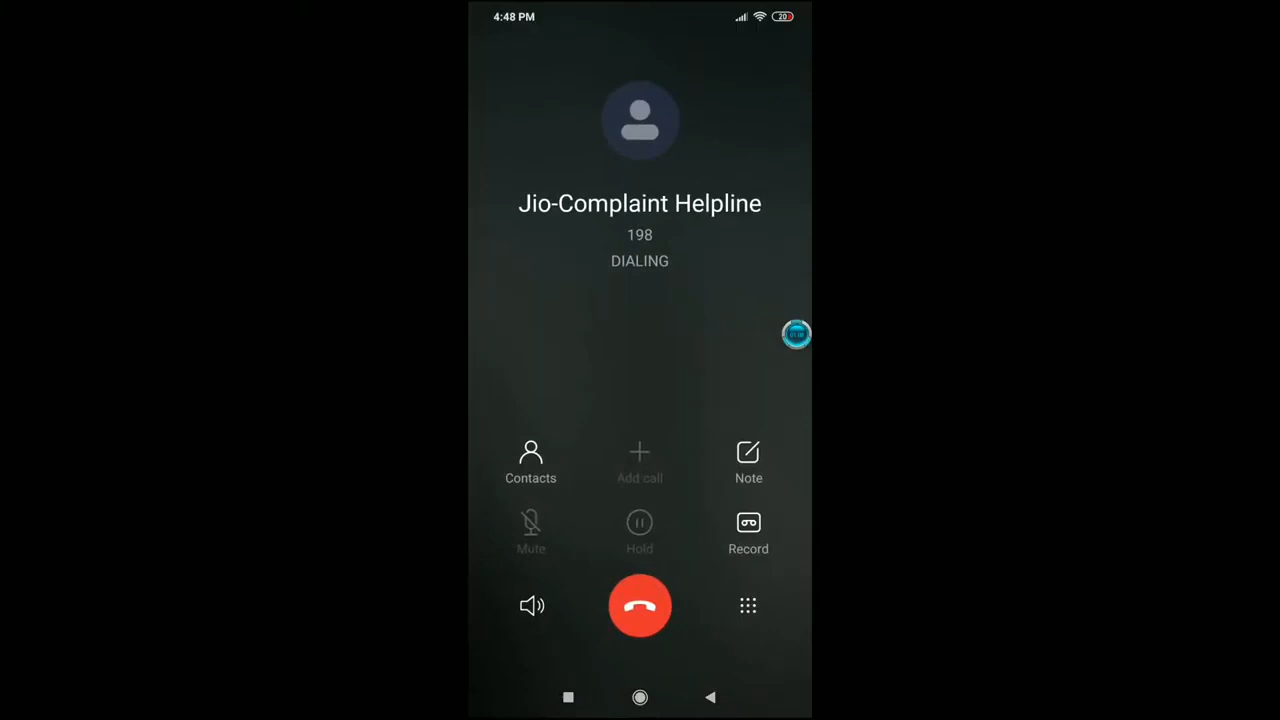 4:48 PM
20
Jio-Complaint Helpline
198
DIALING
Contacts
Add call
Note
Mute
Hold
Record